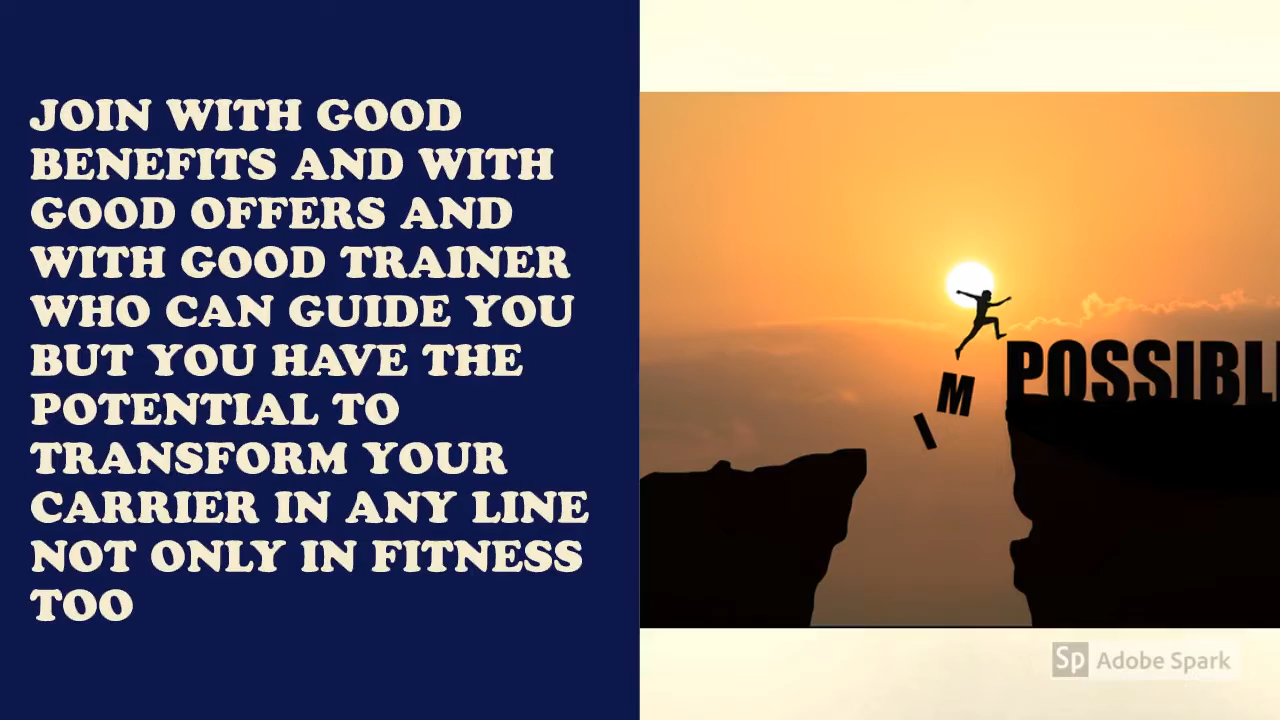 JOIN WITH GOOD
BENEFITS AND WITH
GOOD OFFERS AND
WITH GOOD TRAINER
WHO CAN GUIDE YOU
BUT YOU HAVE THE
POTENTIAL TO
TRANSFORM YOUR
CARRIER IN ANY LINE
NOT ONLY IN FITNESS
TOO
I M POSSIBL
Sp Adobe Spark